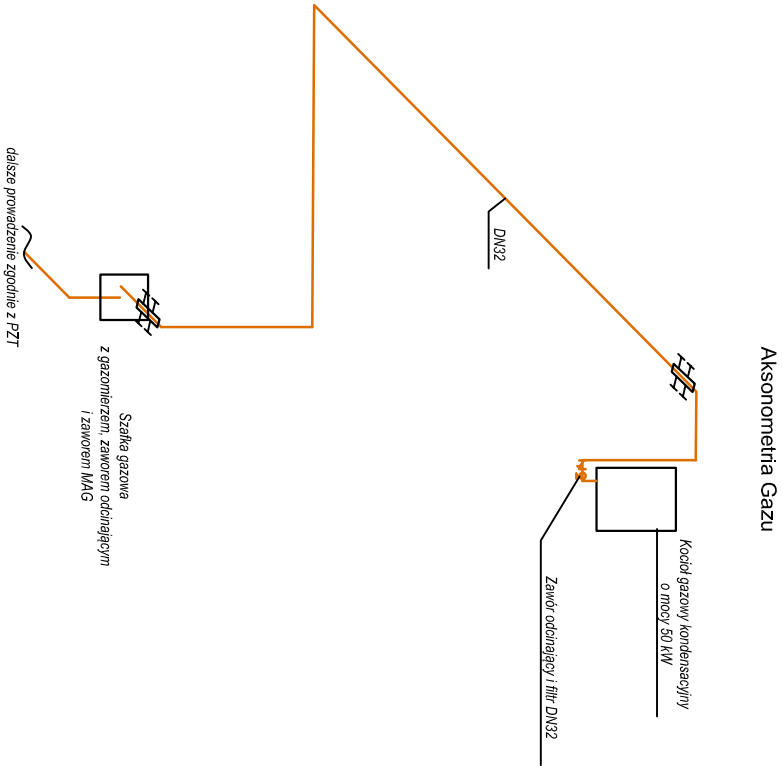 Aksonometria Gazu
Kocioł gazowy kondensacyjny
o mocy 50 kW
Zawór odcinający i filtr DN32
DN32
Szafka gazowa
z gazomierzem, zaworem odcinającym
i zaworem MAG
dalsze prowadzenie zgodnie z PZT